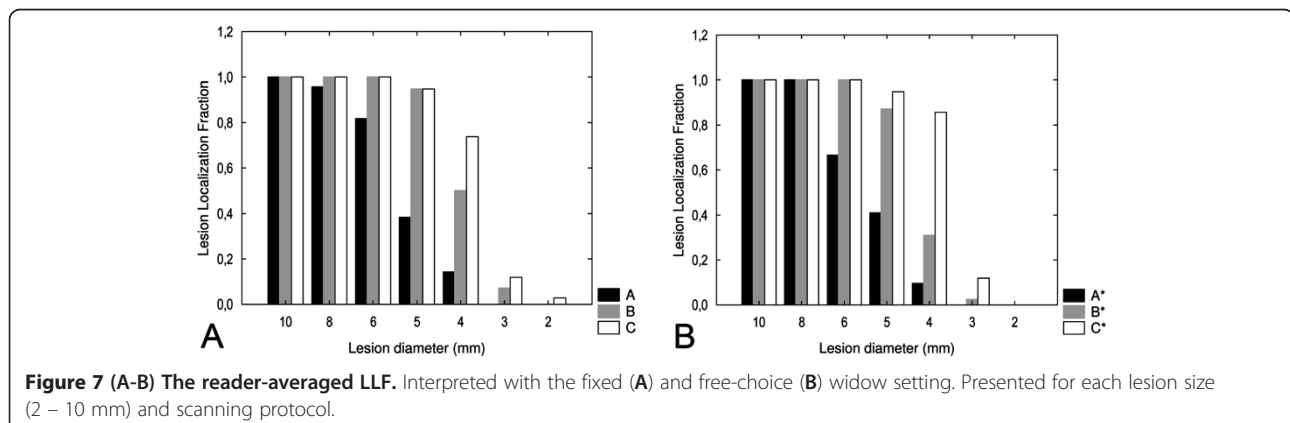 1,2
1,0
0,8
0,6
0,4
0,2
0,0
Lesion Localization Fraction
10 8 6 5 4 3 2
Lesion diameter (mm)
A
A
B
C
1,2
1,0
0,8
0,6
0,4
0,2
0,0
Lesion Localization Fraction
10 8 6 5 4 3 2
Lesion diameter (mm)
B
A*
B*
C*
Figure 7 (A-B) The reader-averaged LLF. Interpreted with the fixed (A) and free-choice (B) widow setting. Presented for each lesion size
(2 – 10 mm) and scanning protocol.